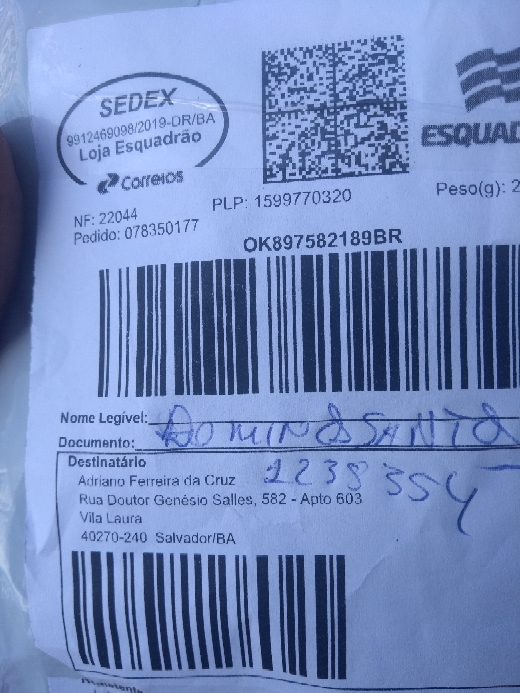 SEDEX
9912469098/2019-DR/BA
Loja Esquadrão
Correios
ESQUAD
NF: 22044
PLP: 1599770320
Peso(g): 2
Pedido: 078350177
OK897582189BR
Nome Legível:
DOMINGSANTO
Documento:
Destinatário
1238354
Adriano Ferreira da Cruz
Rua Doutor Genésio Salles, 582 - Apto 603
Vila Laura
40270-240 Salvador/BA